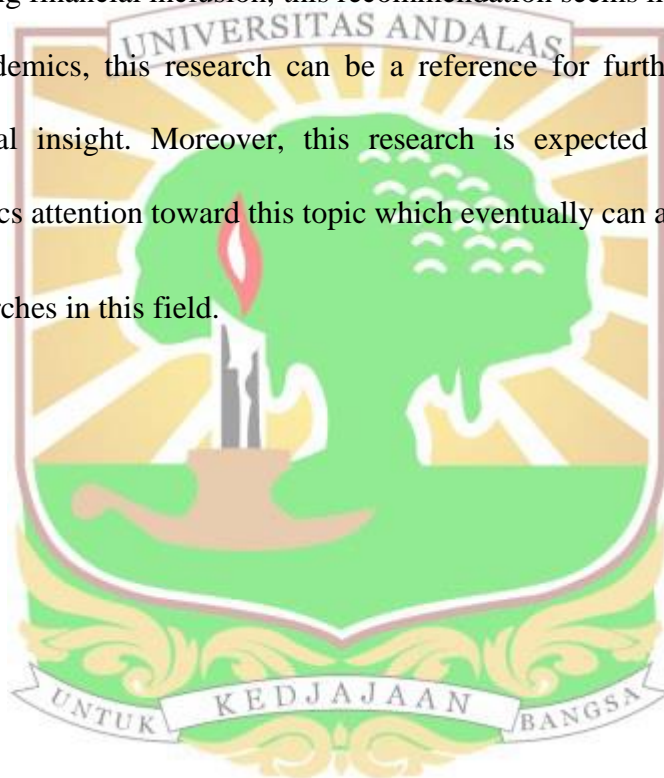 ng financial inclusion, this recommendation seems
UNIVERSITAS ANDALAS
demics, this research can be a reference for furth
al insight. Moreover, this research is expected
cs attention toward this topic which eventually can a
rches in this field.
UNTUK KEDJAJAAN BANGSA